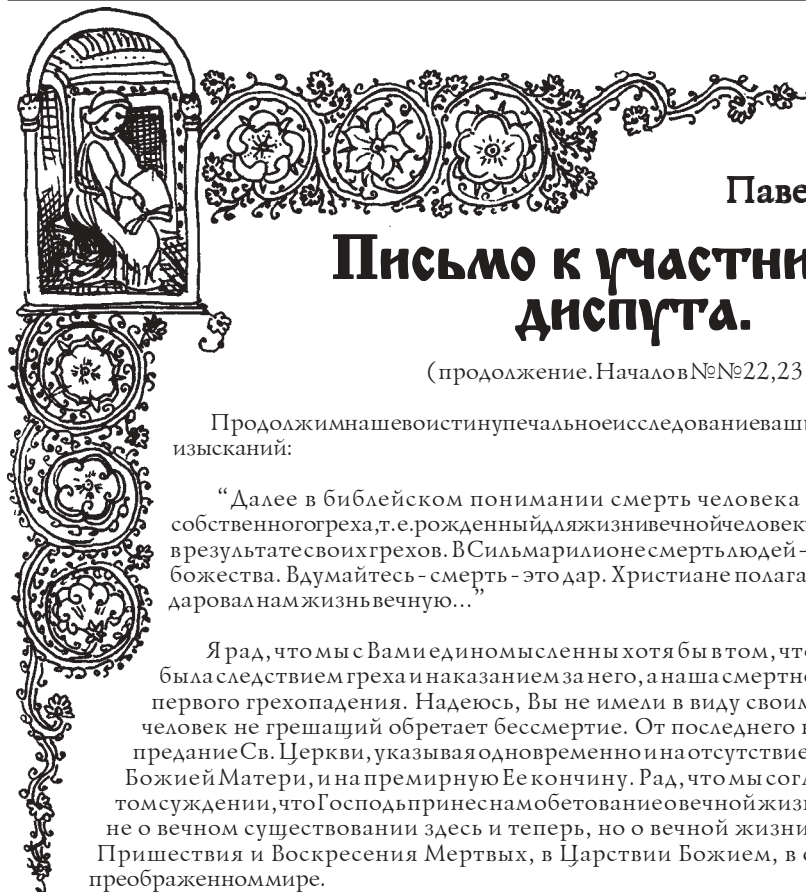 Паве
Письмо к участни
диспута.
(продолжение. Начало в №№22,23
Продолжим наше воистину печальное исследование ваши
изысканий:
“Далее в библейском понимании смерть человека
собственного греха, т.е. рожденный для жизни вечной человек
в результате своих грехов. В Сильмарилионе смерть людей –
божества. Вдумайтесь - смерть - это дар. Христиане полага
даровал нам жизнь вечную...”
Я рад, что мы с Вами единомысленны хотя бы в том, что
была следствием греха и наказанием за него, а наша смертн
первого грехопадения. Надеюсь, Вы не имели в виду своим
человек не грешащий обретает бессмертие. От последнего
предание Св. Церкви, указывая одновременно и на отсутствие
Божией Матери, и на премирную Ее кончину. Рад, что мы согл
том суждении, что Господь принес нам обетование о вечной жизн
не о вечном существовании здесь и теперь, но о вечной жизни
Пришествия и Воскресения Мертвых, в Царствии Божием, в
преображенном мире.